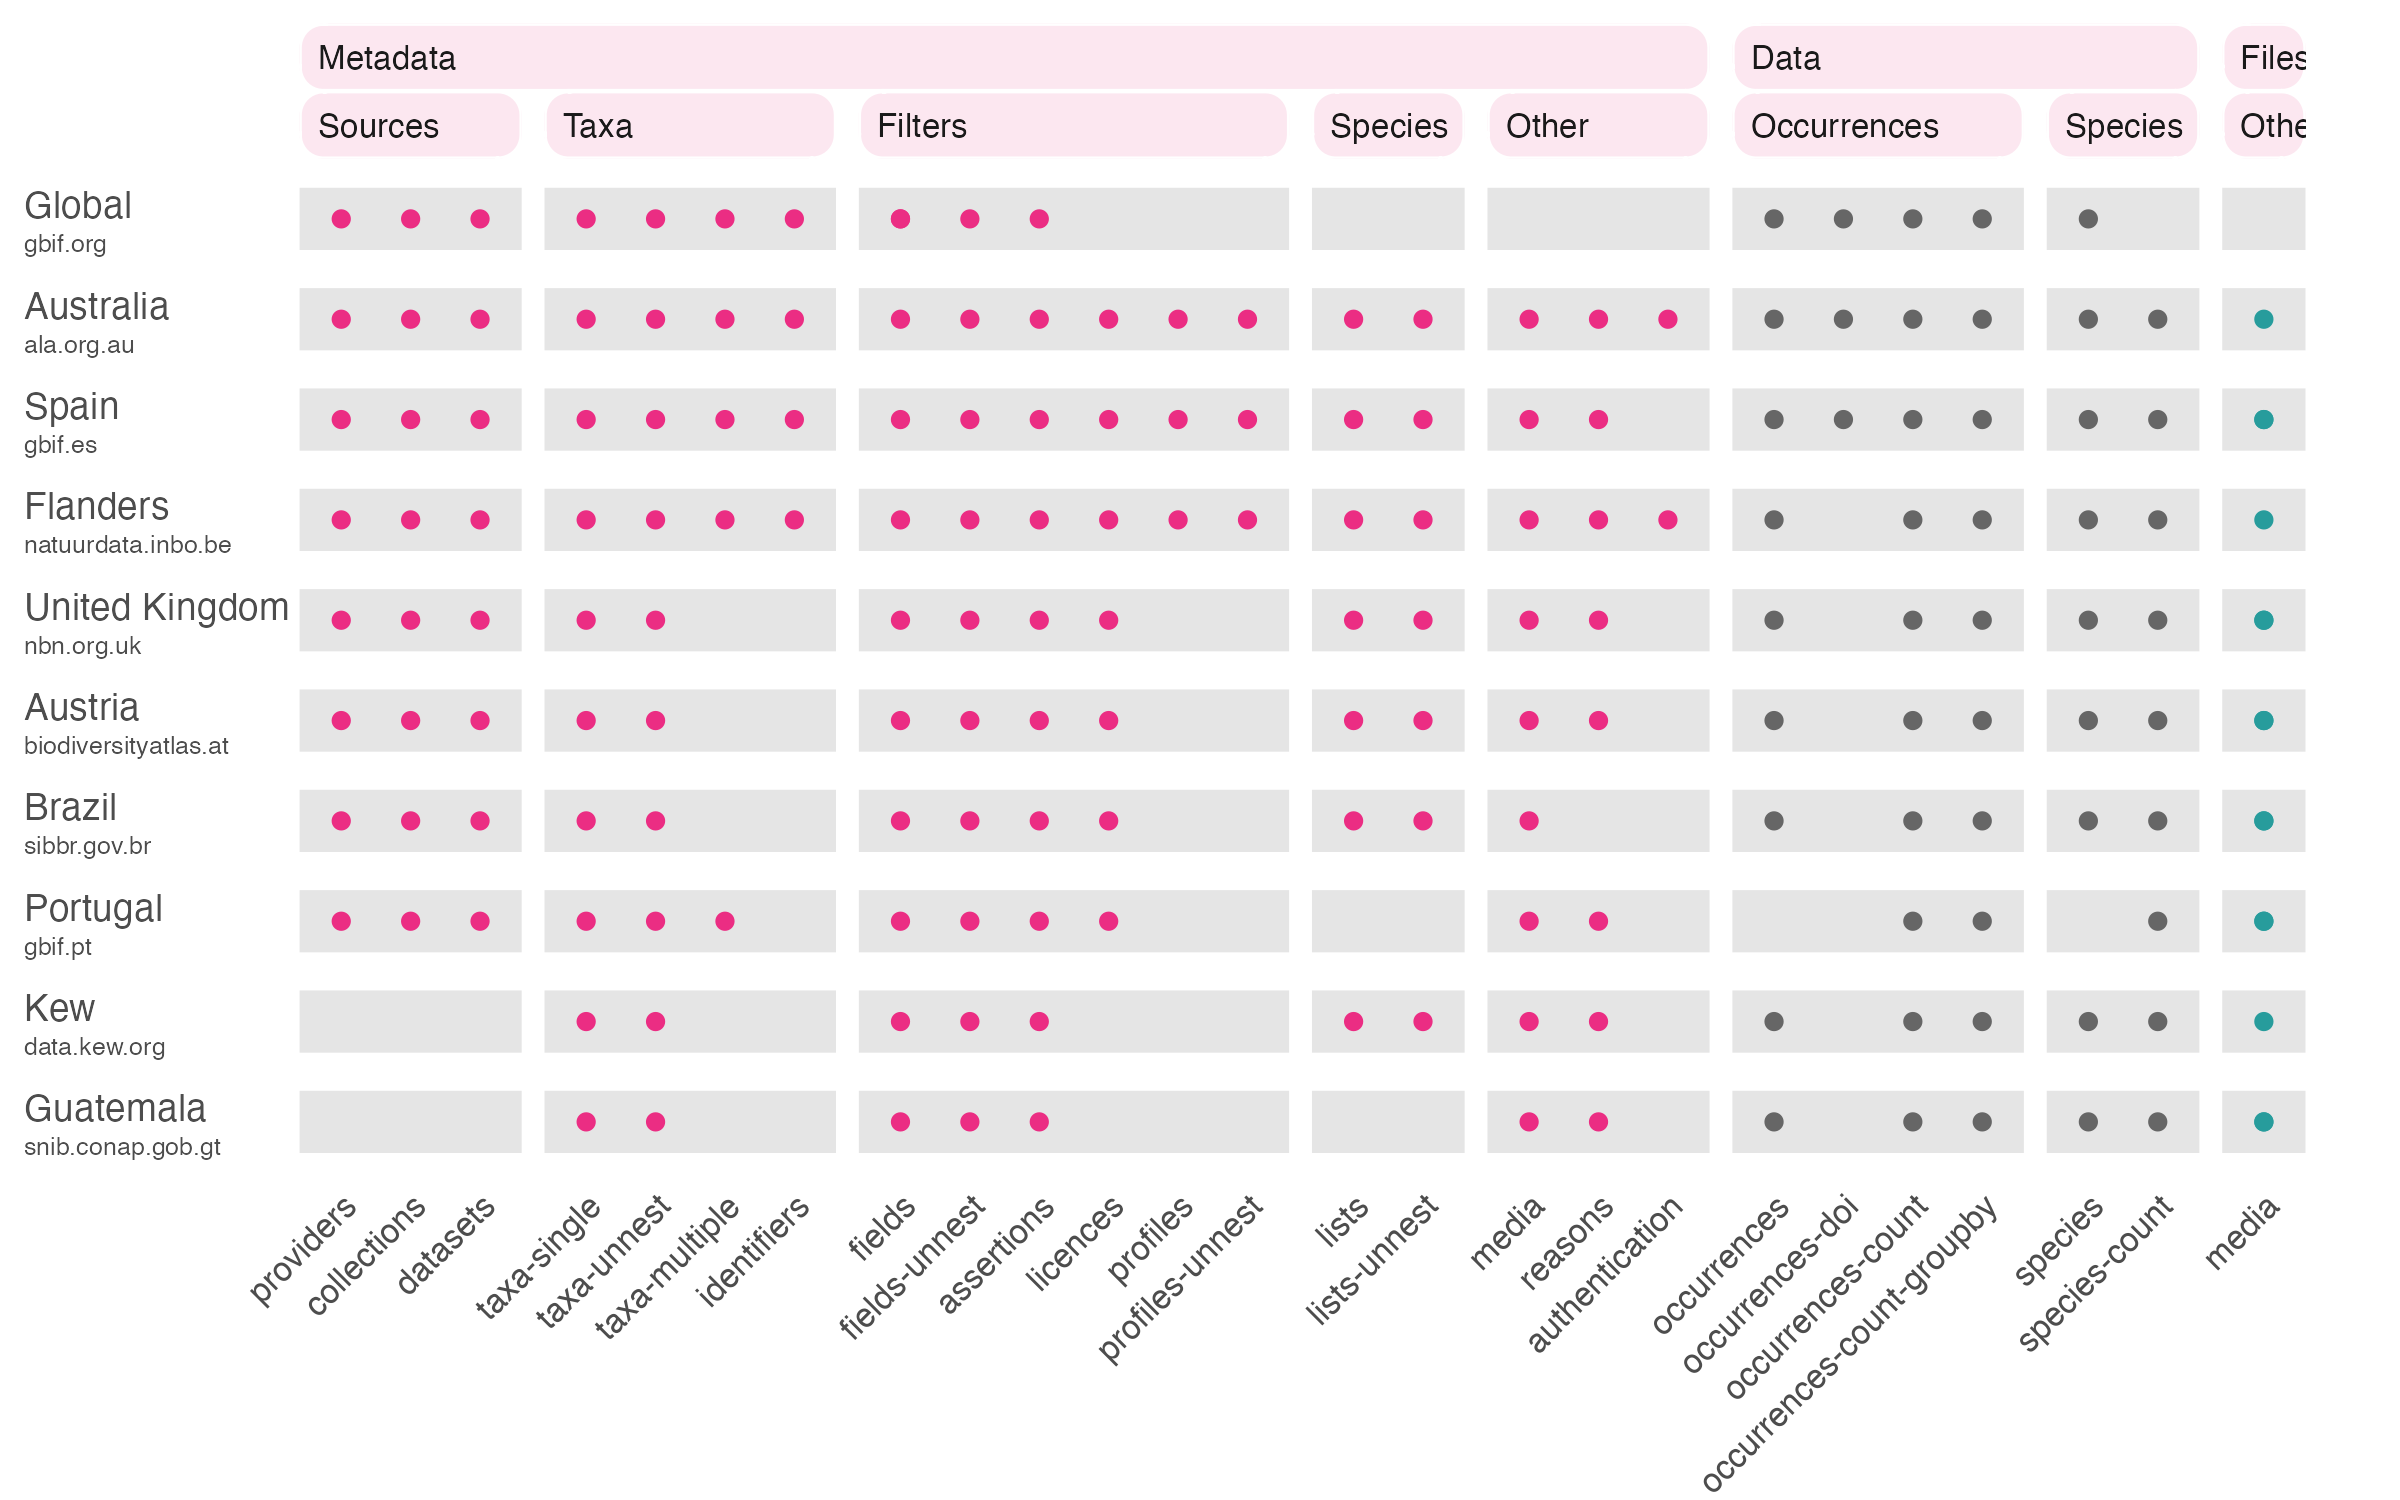 Metadata
Data
Files
Sources
Taxa
Filters
Species
Other
Occurrences
Species
Othe
Global
gbif.org
Australia
ala.org.au
Spain
gbif.es
Flanders
natuurdata.inbo.be
United Kingdom
nbn.org.uk
Austria
biodiversityatlas.at
Brazil
sibbr.gov.br
Portugal
gbif.pt
Kew
data.kew.org
Guatemala
snib.conap.gob.gt
providers
collections
datasets
taxa-single
taxa-unnest
taxa-multiple
identifiers
fields
fields-unnest
assertions
licences
profiles
profiles-unnest
lists
lists-unnest
media
reasons
authentication
occurrences
occurrences-doi
occurrences-count
occurrences-count-groupby
species
species-count
media